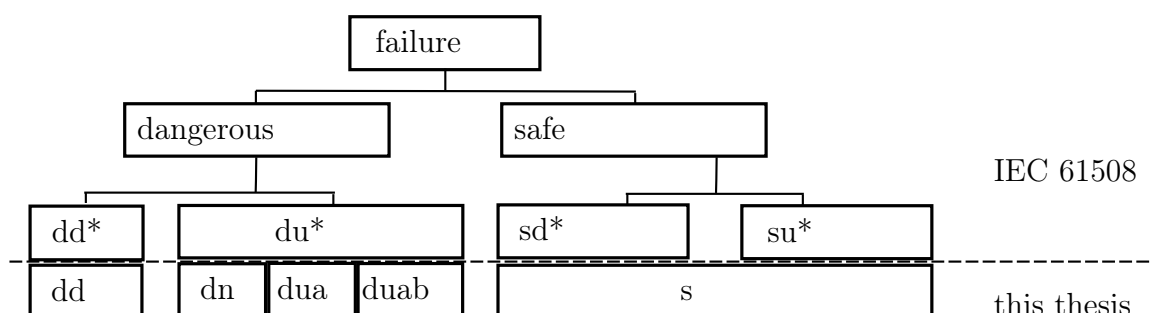 failure
dangerous
safe
IEC 61508
dd*
du*
sd*
su*
dd
dn
dua
duab
s
this thesis